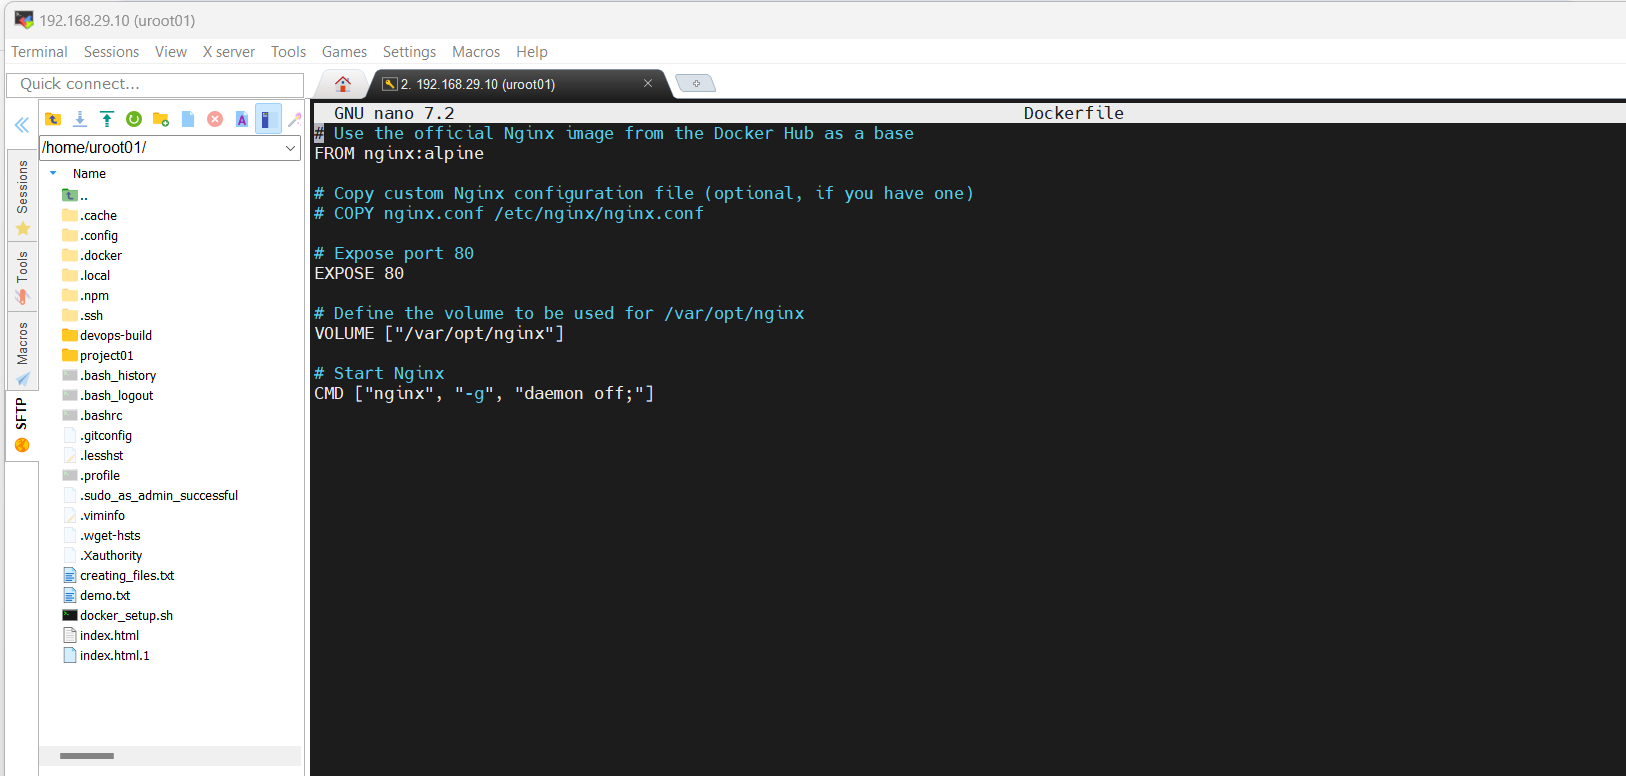 192.168.29.10 (uroot01)
Terminal Sessions View X server Tools Games Settings Macros Help
Quick connect...
2. 192.168.29.10 (uroot01)
/home/uroot01/
Name
..
.cache
.config
.docker
.local
.npm
.ssh
devops-build
project01
.bash_history
.bash_logout
.bashrc
.gitconfig
.lesshst
.profile
.sudo_as_admin_successful
.viminfo
.wget-hsts
.Xauthority
creating_files.txt
demo.txt
docker_setup.sh
index.html
index.html.1
Sessions
Tools
Macros
SFTP
GNU nano 7.2 Dockerfile
# Use the official Nginx image from the Docker Hub as a base
FROM nginx:alpine
# Copy custom Nginx configuration file (optional, if you have one)
# COPY nginx.conf /etc/nginx/nginx.conf
# Expose port 80
EXPOSE 80
# Define the volume to be used for /var/opt/nginx
VOLUME ["/var/opt/nginx"]
# Start Nginx
CMD ["nginx", "-g", "daemon off;"]